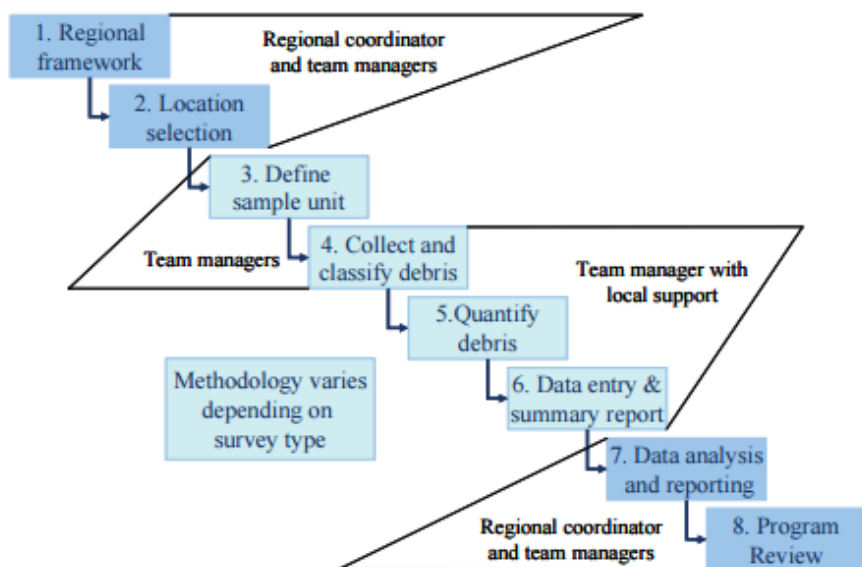 1. Regional
framework
Regional coordinator
and team managers
2. Location
selection
3. Define
sample unit
Team managers
4. Collect and
classify debris
Team manager with
local support
5.Quantify
debris
Methodology varies
depending on
survey type
6. Data entry &
summary report
7. Data analysis
and reporting
Regional coordinator
and team managers
8. Program
Review